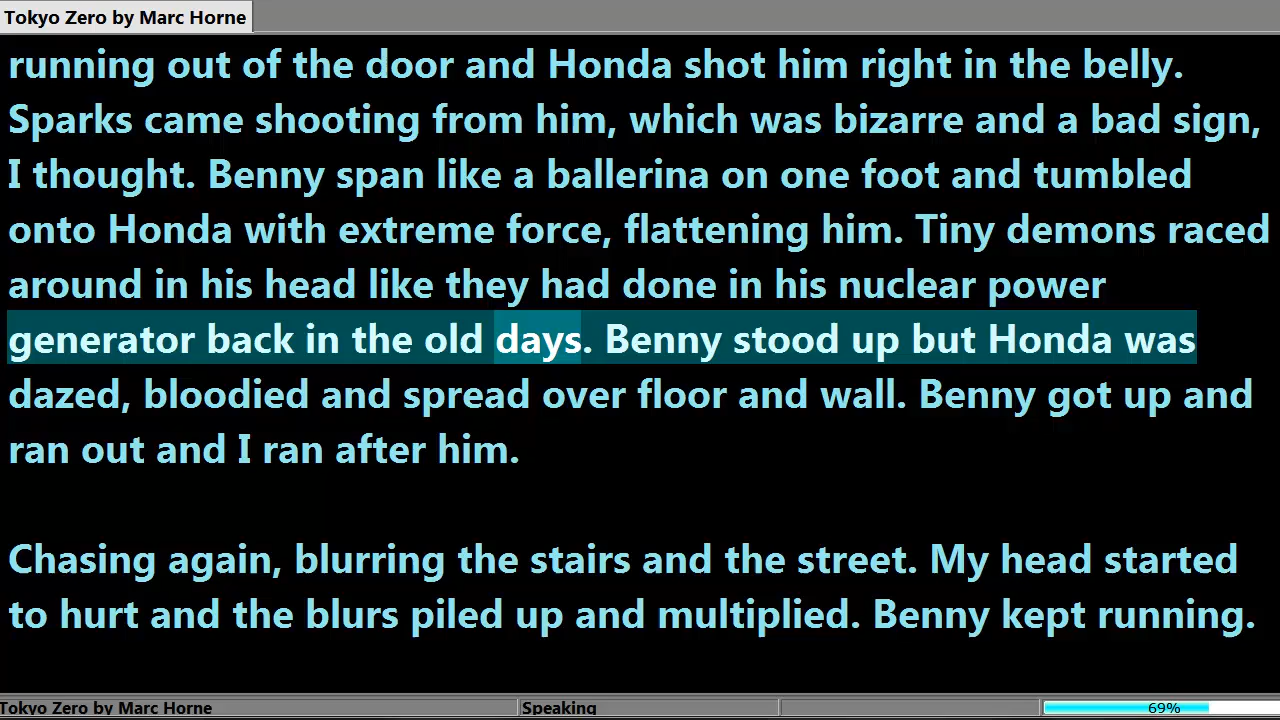 Tokyo Zero by Marc Horne
running out of the door and Honda shot him right in the belly.
Sparks came shooting from him, which was bizarre and a bad sign,
I thought. Benny span like a ballerina on one foot and tumbled
onto Honda with extreme force, flattening him. Tiny demons raced
around in his head like they had done in his nuclear power
generator back in the old days. Benny stood up but Honda was
dazed, bloodied and spread over floor and wall. Benny got up and
ran out and I ran after him.
Chasing again, blurring the stairs and the street. My head started
to hurt and the blurs piled up and multiplied. Benny kept running.
Tokyo Zero by Marc Horne Speaking 69%